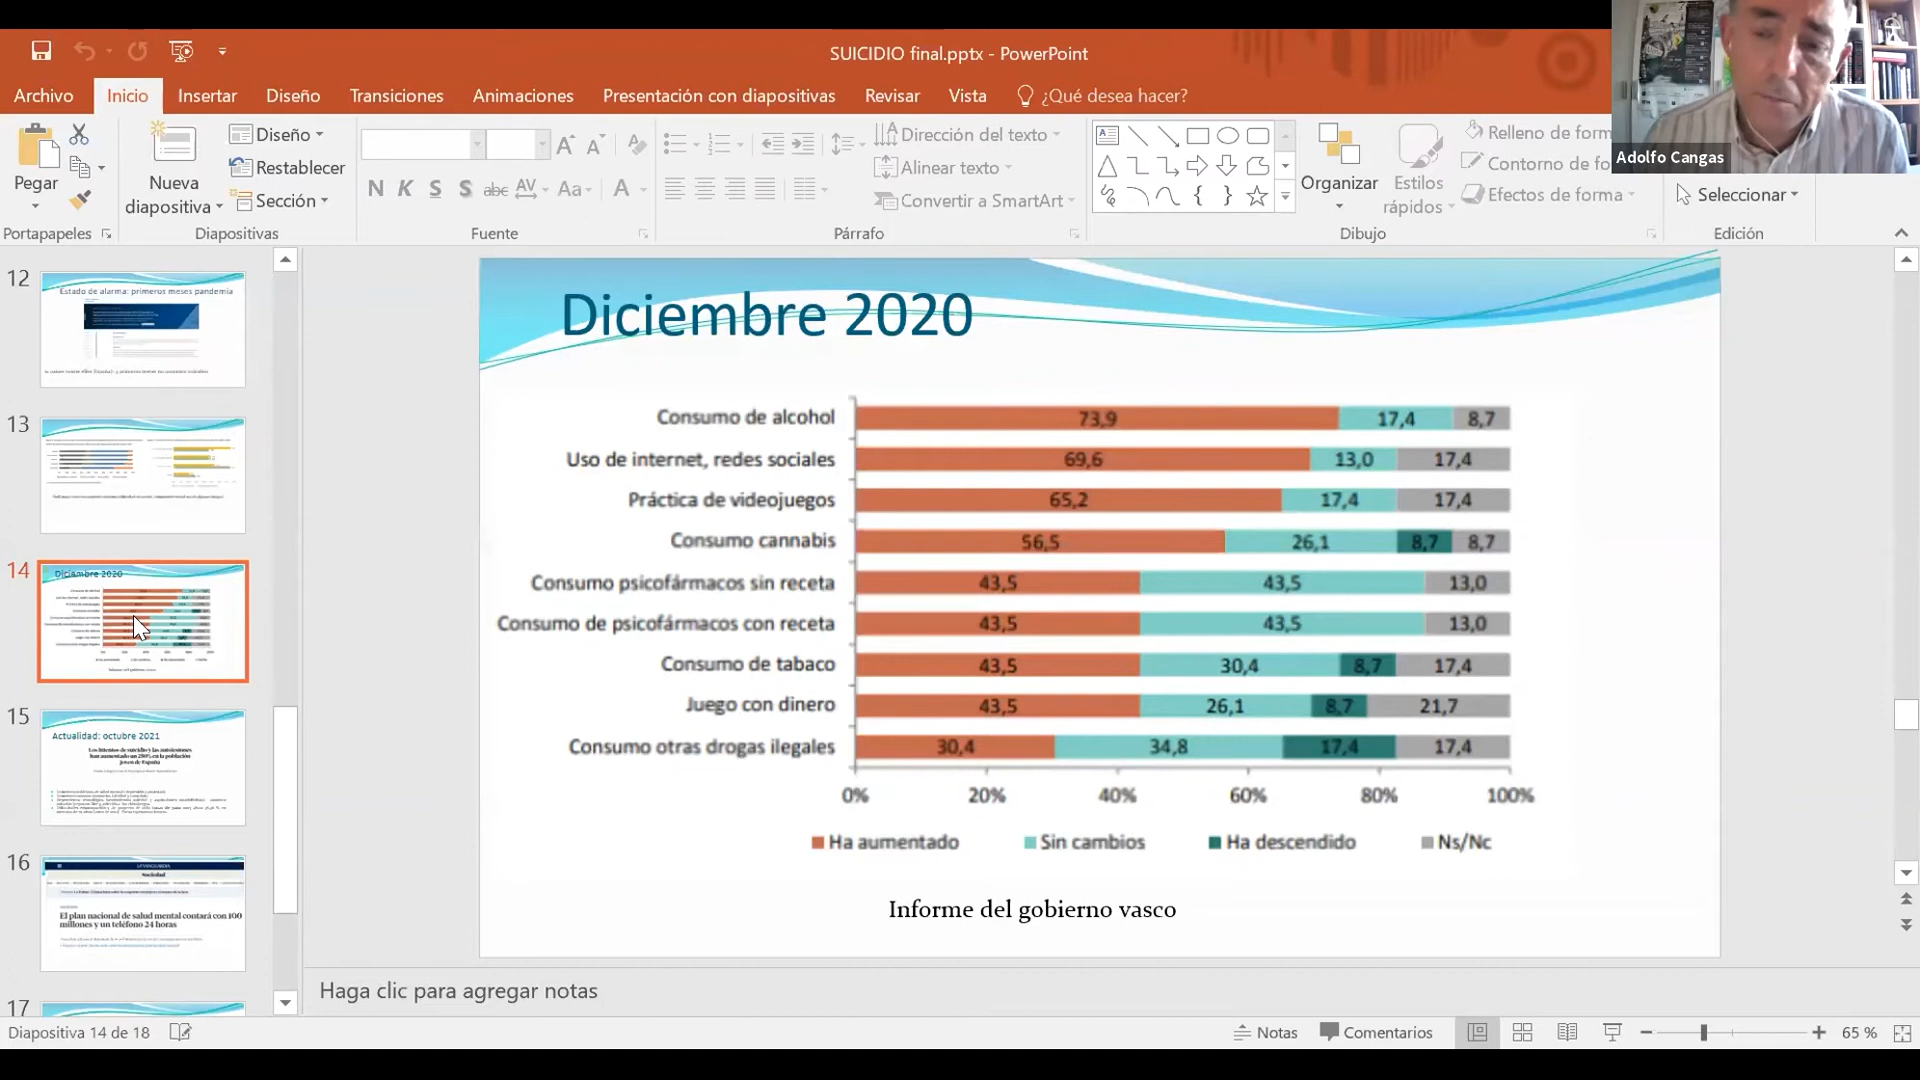 SUICIDIO final.pptx - PowerPoint
Archivo
Inicio
Insertar
Diseño
Transiciones
Animaciones
Presentación con diapositivas
Revisar
Vista
¿Qué desea hacer?
Adolfo Cangas
Pegar
Nueva
diapositiva
Diseño
Restablecer
Sección
N K S S abc AV Aa A
Dirección del texto
Alinear texto
Convertir a SmartArt
Organizar
Estilos
rápidos
Relleno de form
Contorno de fo
Efectos de forma
Seleccionar
Portapapeles
Diapositivas
Fuente
Párrafo
Dibujo
Edición
12
Estado de alarma: primeros meses pandemia
13
14
Diciembre 2020
15
Actualidad: octubre 2021
Los intentos de suicidio y las autolesiones
han aumentado un 250% en la población
joven de España
16
LA VANGUARDIA
Sociedad
El plan nacional de salud mental contará con 100
millones y un teléfono 24 horas
17
Diciembre 2020
Consumo de alcohol 73,9 17,4 8,7
Uso de internet, redes sociales 69,6 13,0 17,4
Práctica de videojuegos 65,2 17,4 17,4
Consumo cannabis 56,5 26,1 8,7 8,7
Consumo psicofármacos sin receta 43,5 43,5 13,0
Consumo de psicofármacos con receta 43,5 43,5 13,0
Consumo de tabaco 43,5 30,4 8,7 17,4
Juego con dinero 43,5 26,1 8,7 21,7
Consumo otras drogas ilegales 30,4 34,8 17,4 17,4
0% 20% 40% 60% 80% 100%
Ha aumentado Sin cambios Ha descendido Ns/Nc
Informe del gobierno vasco
Haga clic para agregar notas
Diapositiva 14 de 18
Notas
Comentarios
65 %